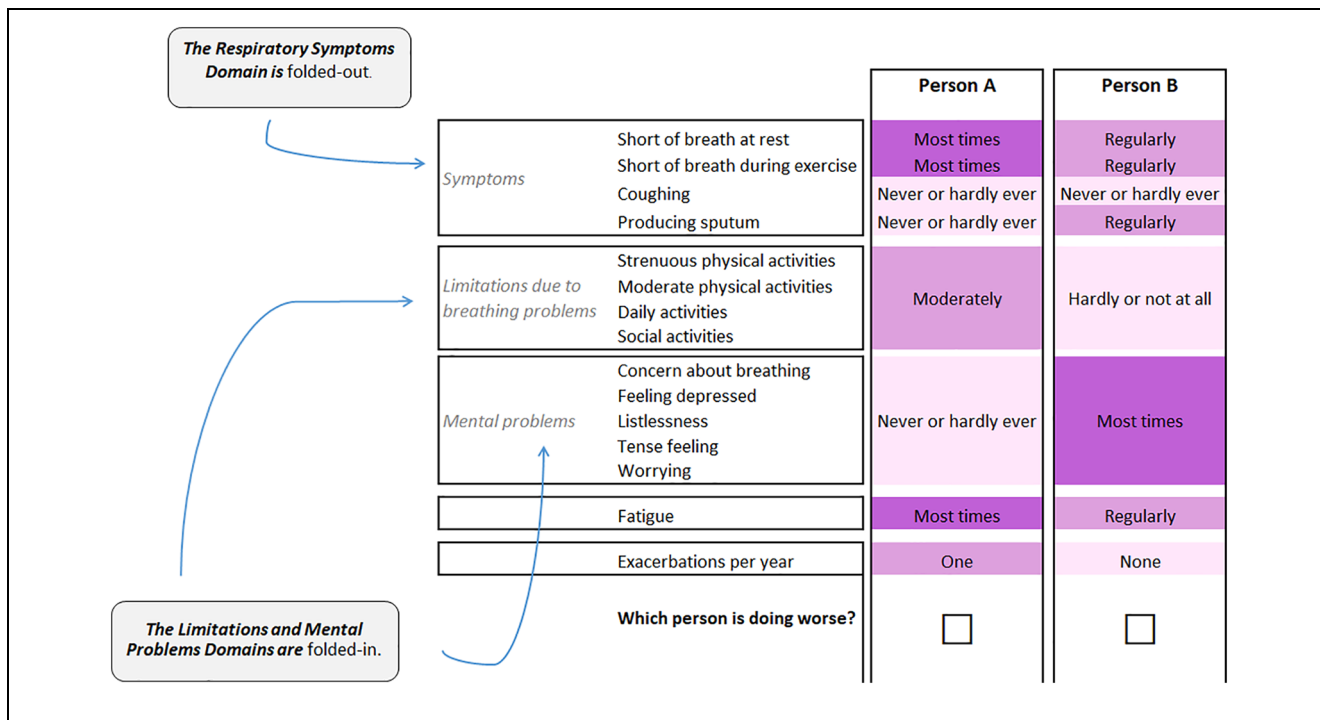 The Respiratory Symptoms
Domain is folded-out.
Person A Person B
Symptoms
Short of breath at rest Most times Regularly
Short of breath during exercise Most times Regularly
Coughing Never or hardly ever Never or hardly ever
Producing sputum Never or hardly ever Regularly
Limitations due to
breathing problems
Strenuous physical activities
Moderate physical activities
Daily activities
Social activities
Moderately Hardly or not at all
Mental problems
Concern about breathing
Feeling depressed
Listlessness
Tense feeling
Worrying
Never or hardly ever Most times
Fatigue Most times Regularly
Exacerbations per year One None
Which person is doing worse?
The Limitations and Mental
Problems Domains are folded-in.